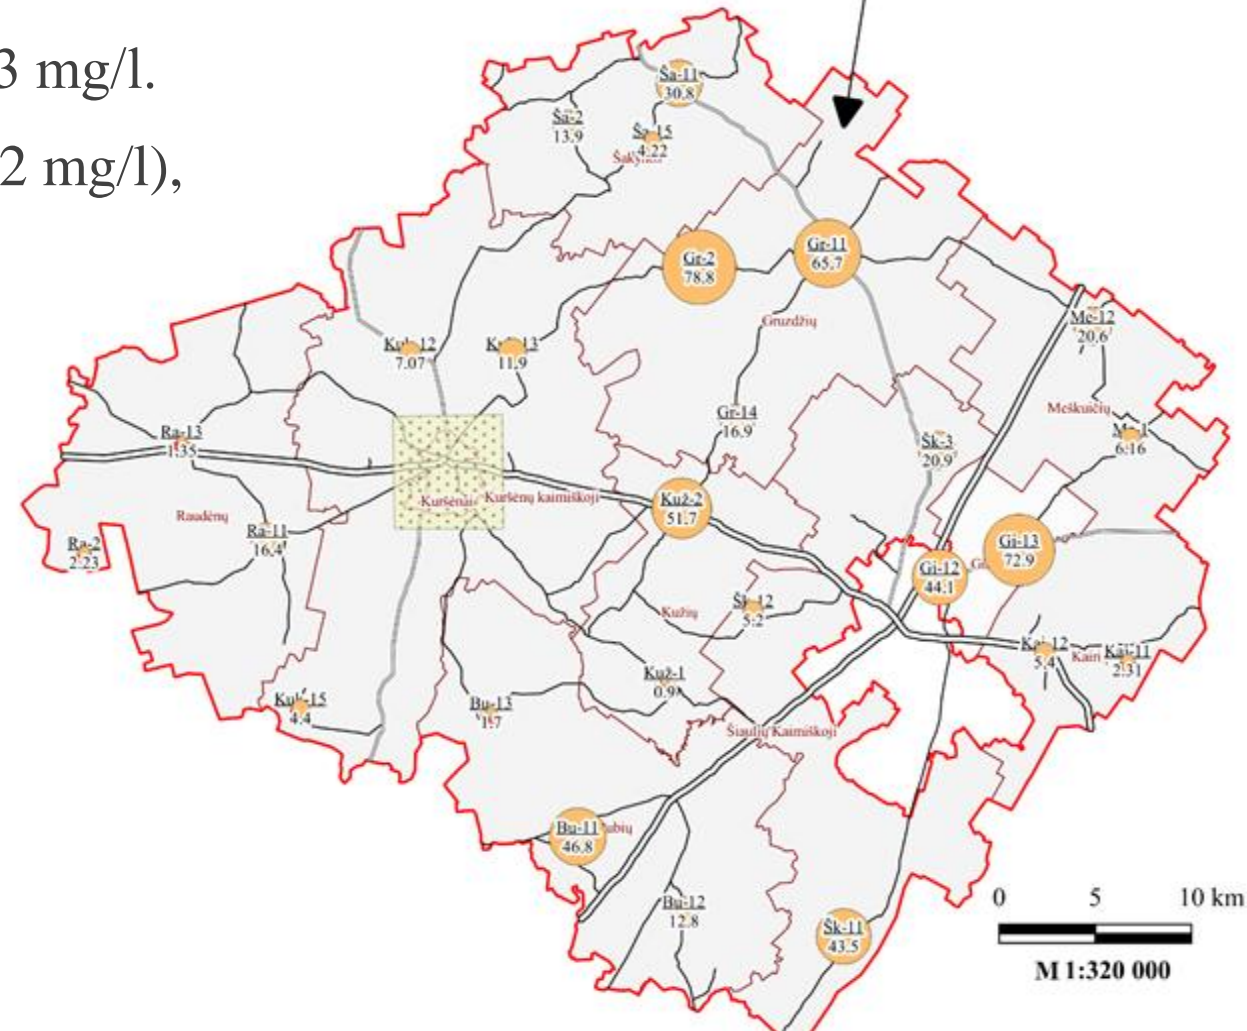 3 mg/l.
2 mg/l),
Ša-11
30.8
Ša-2
13.9
Ša-15
4.22
Gr-2
78.8
Gr-11
65.7
Grudžių
Me-12
20.6
Kuk-12
7.07
11.9
Gr-14
16.9
Meškuičių
6.16
Šk-3
20.9
Ra-13
1.35
Kuršėnai
Kuršėnų kaimiškoji
Raudėnų
Ra-11
16.4
Ra-2
2.23
Kuž-2
51.7
Gi-13
72.9
Gi-12
44.1
Šk-12
5.2
Kužių
Kai-12
5.4
Kai-11
2.31
Kuž-1
0.9
Kuk-15
4.4
Bu-13
1.7
Šiaulių Kaimiškoji
Bu-11
46.8
Bu-12
12.8
Šk-11
43.5
0 5 10 km
M 1:320 000